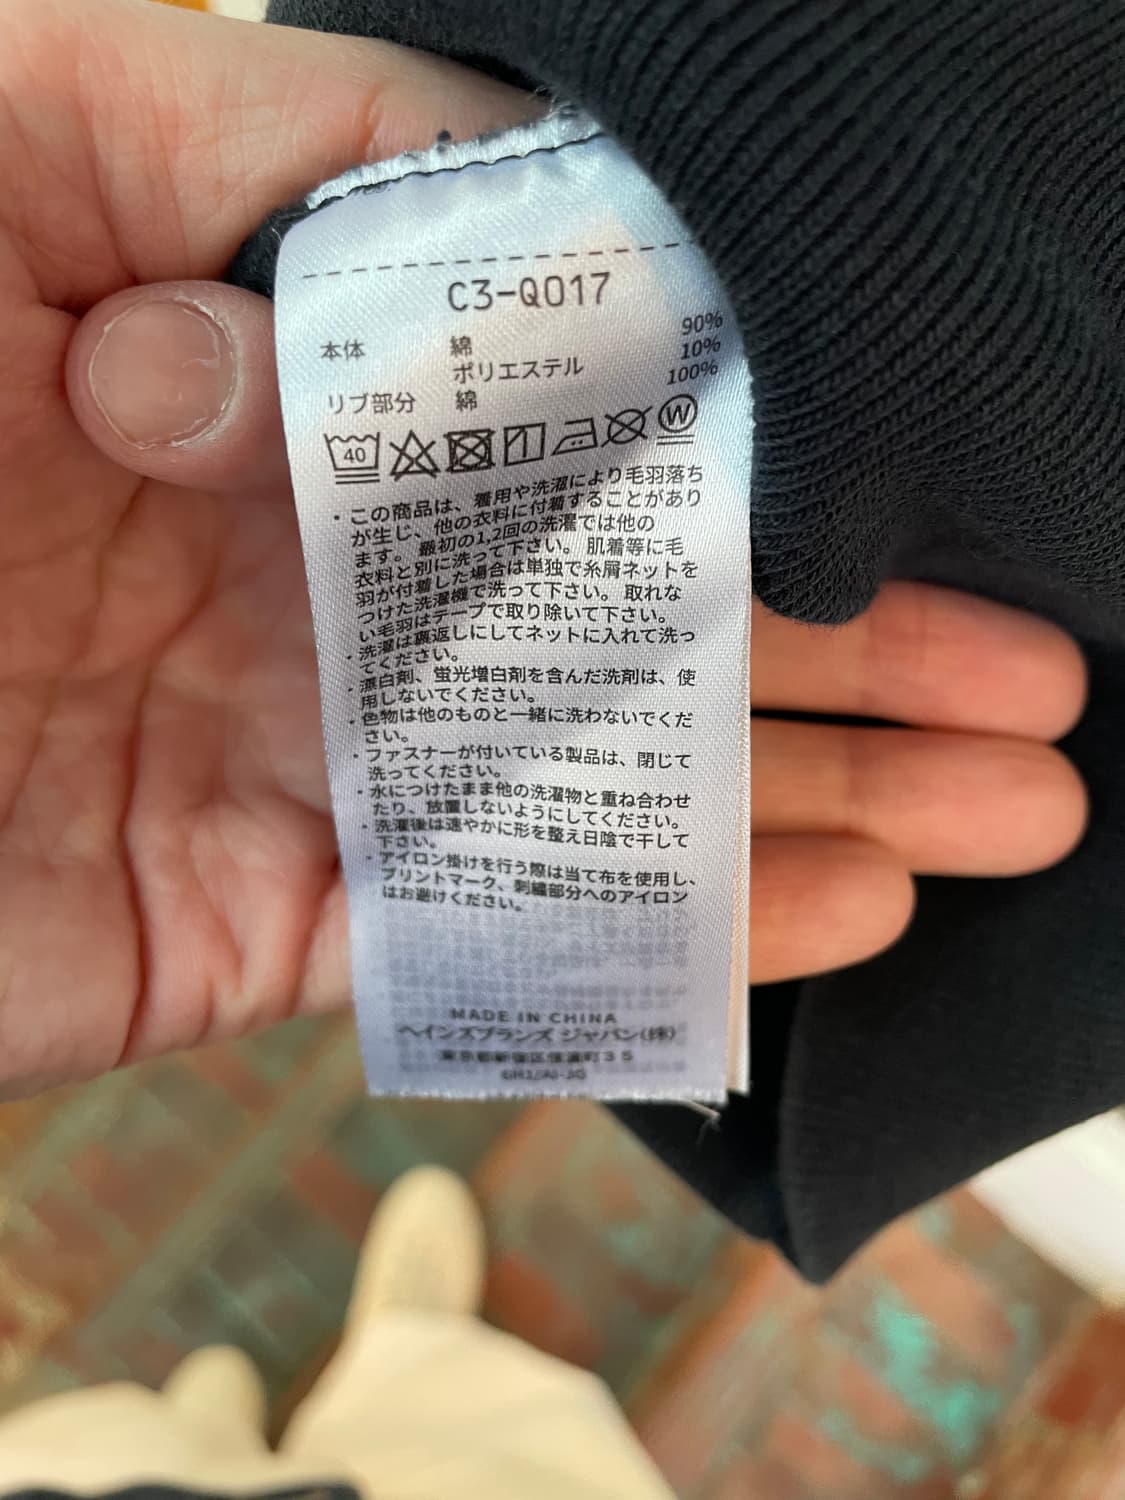 C3-Q017
本体 綿 90%
ポリエステル 10%
リブ部分 綿 100%
40 W
・この商品は、着用や洗濯により毛羽落ち
が生じ、他の衣料に付着することがあり
ます。最初の1,2回の洗濯では他の
衣料と別に洗って下さい。肌着等に毛
羽が付着した場合は単独で糸屑ネットを
つけた洗濯機で洗って下さい。取れな
い毛羽はテープで取り除いて下さい。
・洗濯は裏返しにしてネットに入れて洗っ
てください。
・漂白剤、蛍光増白剤を含んだ洗剤は、使
用しないでください。
・色物は他のものと一緒に洗わないでくだ
さい。
・ファスナーが付いている製品は、閉じて
洗ってください。
・水につけたまま他の洗濯物と重ね合わせ
たり、放置しないようにしてください。
・洗濯後は速やかに形を整え日陰で干して
下さい。
・アイロン掛けを行う際は当て布を使用し、
プリントマーク、刺繍部分へのアイロン
はお避けください。
MADE IN CHINA
ヘインズブランズ ジャパン(株)
東京都新宿区信濃町35